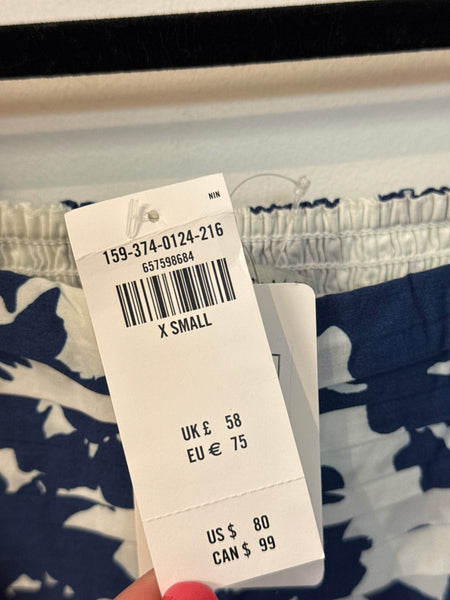 NIN
159-374-0124-216
657598684
X SMALL
UK £ 58
EU € 75
US $ 80
CAN $ 99